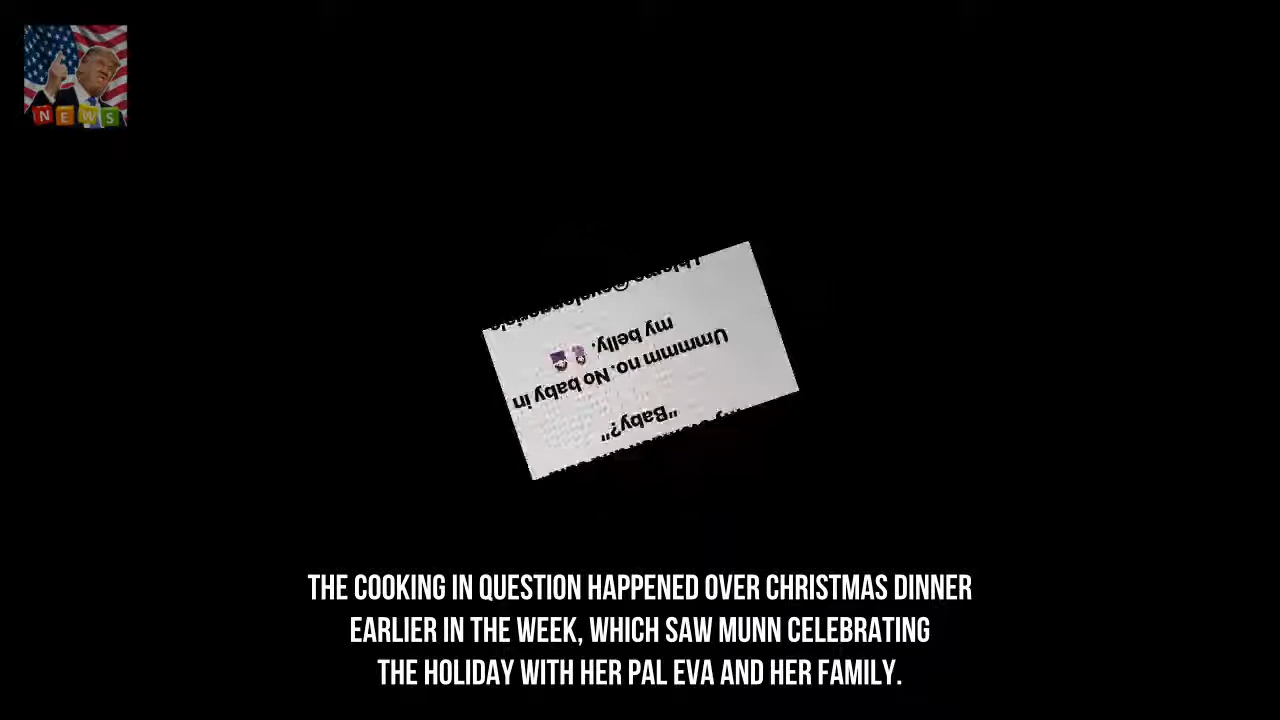 NEWS
"Baby?"
Ummmmm no. No baby in
my belly.
THE COOKING IN QUESTION HAPPENED OVER CHRISTMAS DINNER
EARLIER IN THE WEEK, WHICH SAW MUNN CELEBRATING
THE HOLIDAY WITH HER PAL EVA AND HER FAMILY.